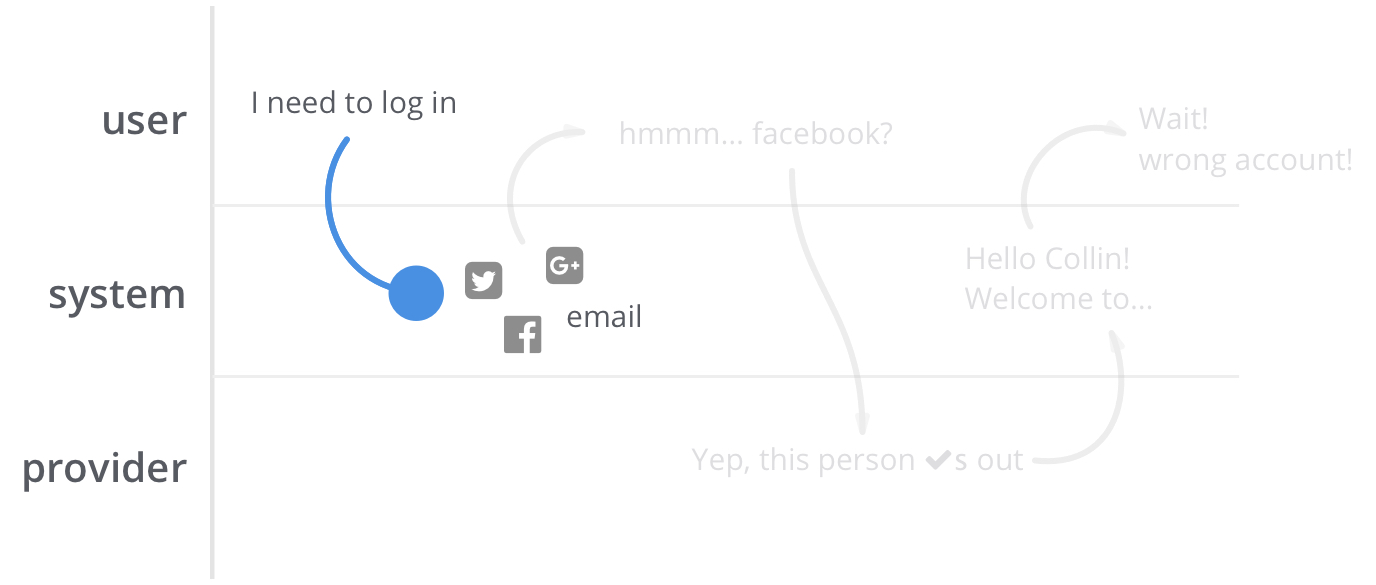 user
I need to log in
hmmm... facebook?
Wait!
wrong account!
system
G+
email
Hello Collin!
Welcome to...
provider
Yep, this person ✔s out